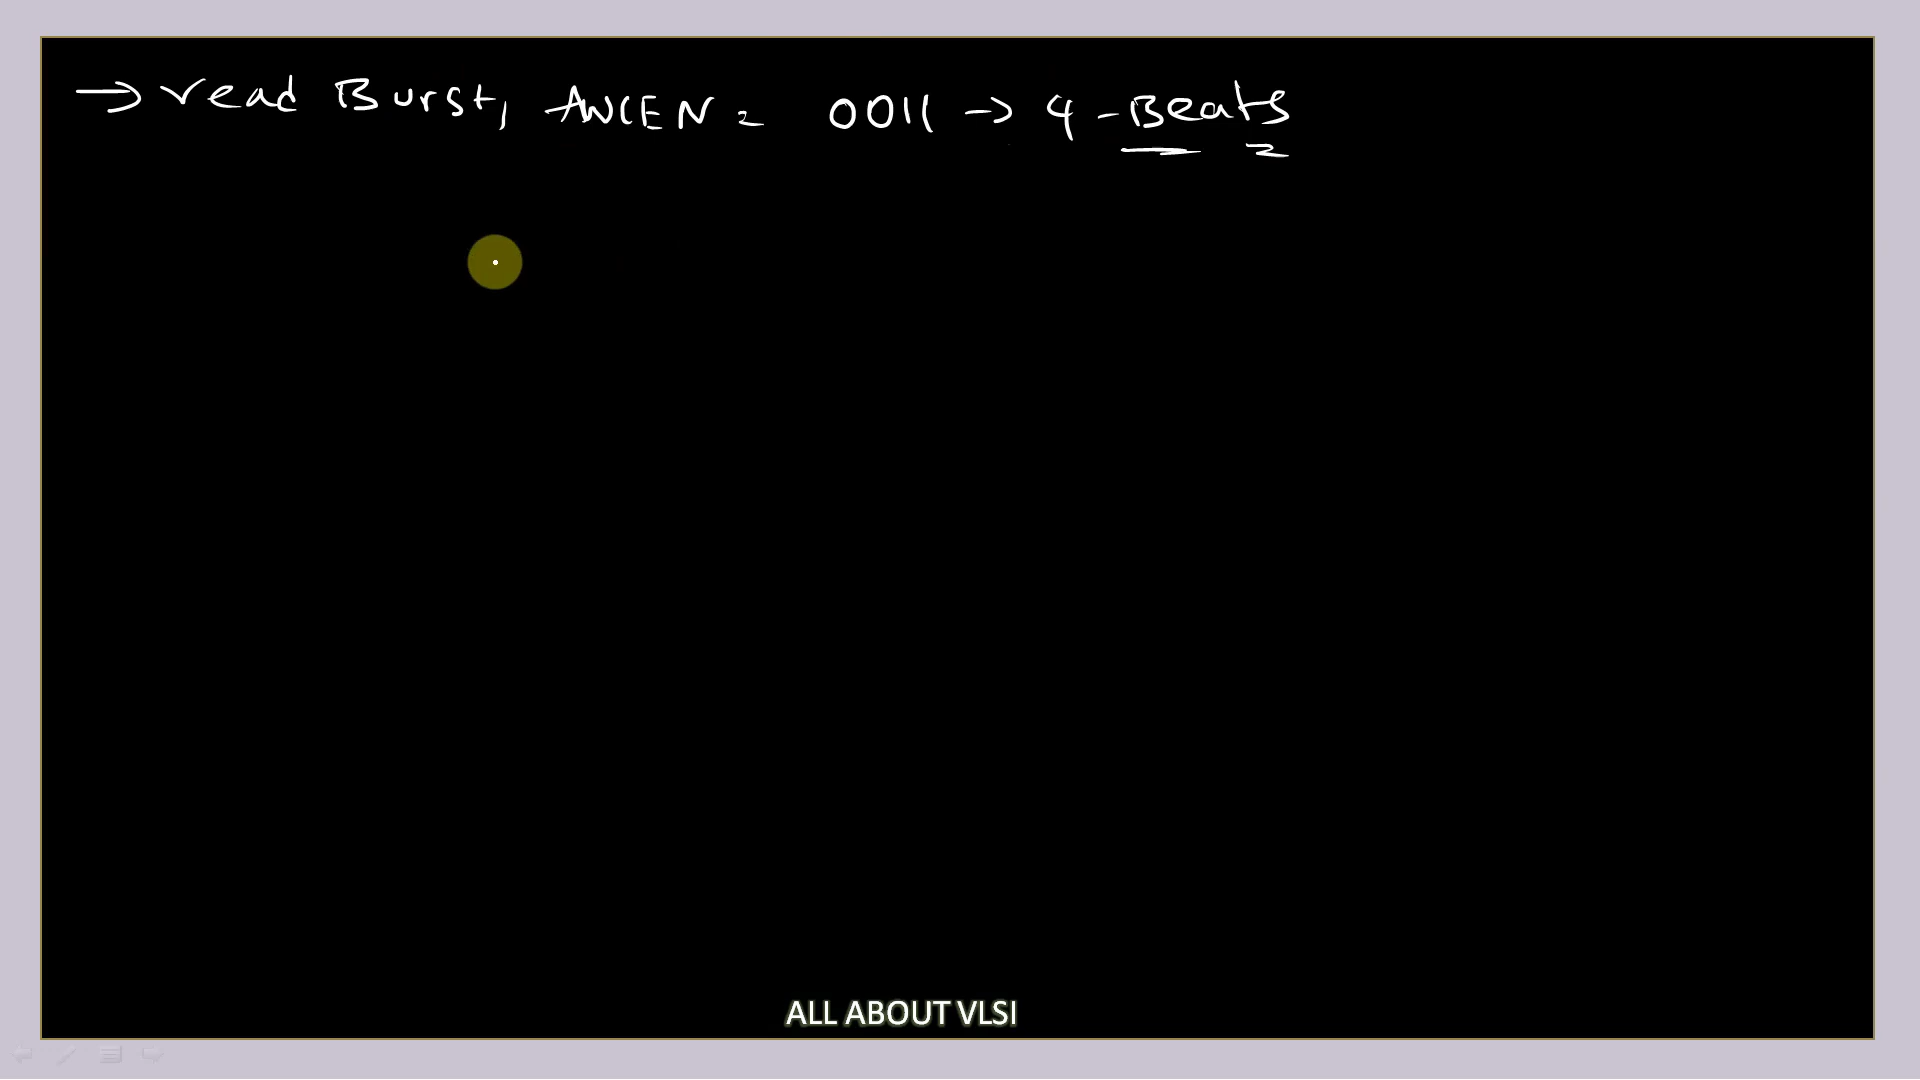 → read Burst, AWLEN = 0011 → 4 - Beats
ALL ABOUT VLSI